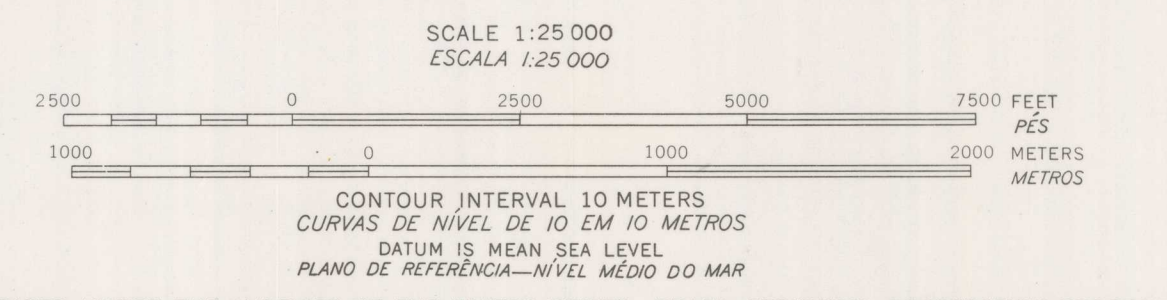 SCALE 1:25 000
ESCALA 1:25 000
2500 0 2500 5000 7500 FEET
PÉS
1000 0 1000 2000 METERS
METROS
CONTOUR INTERVAL 10 METERS
CURVAS DE NÍVEL DE 10 EM 10 METROS
DATUM IS MEAN SEA LEVEL
PLANO DE REFERÊNCIA—NÍVEL MÉDIO DO MAR